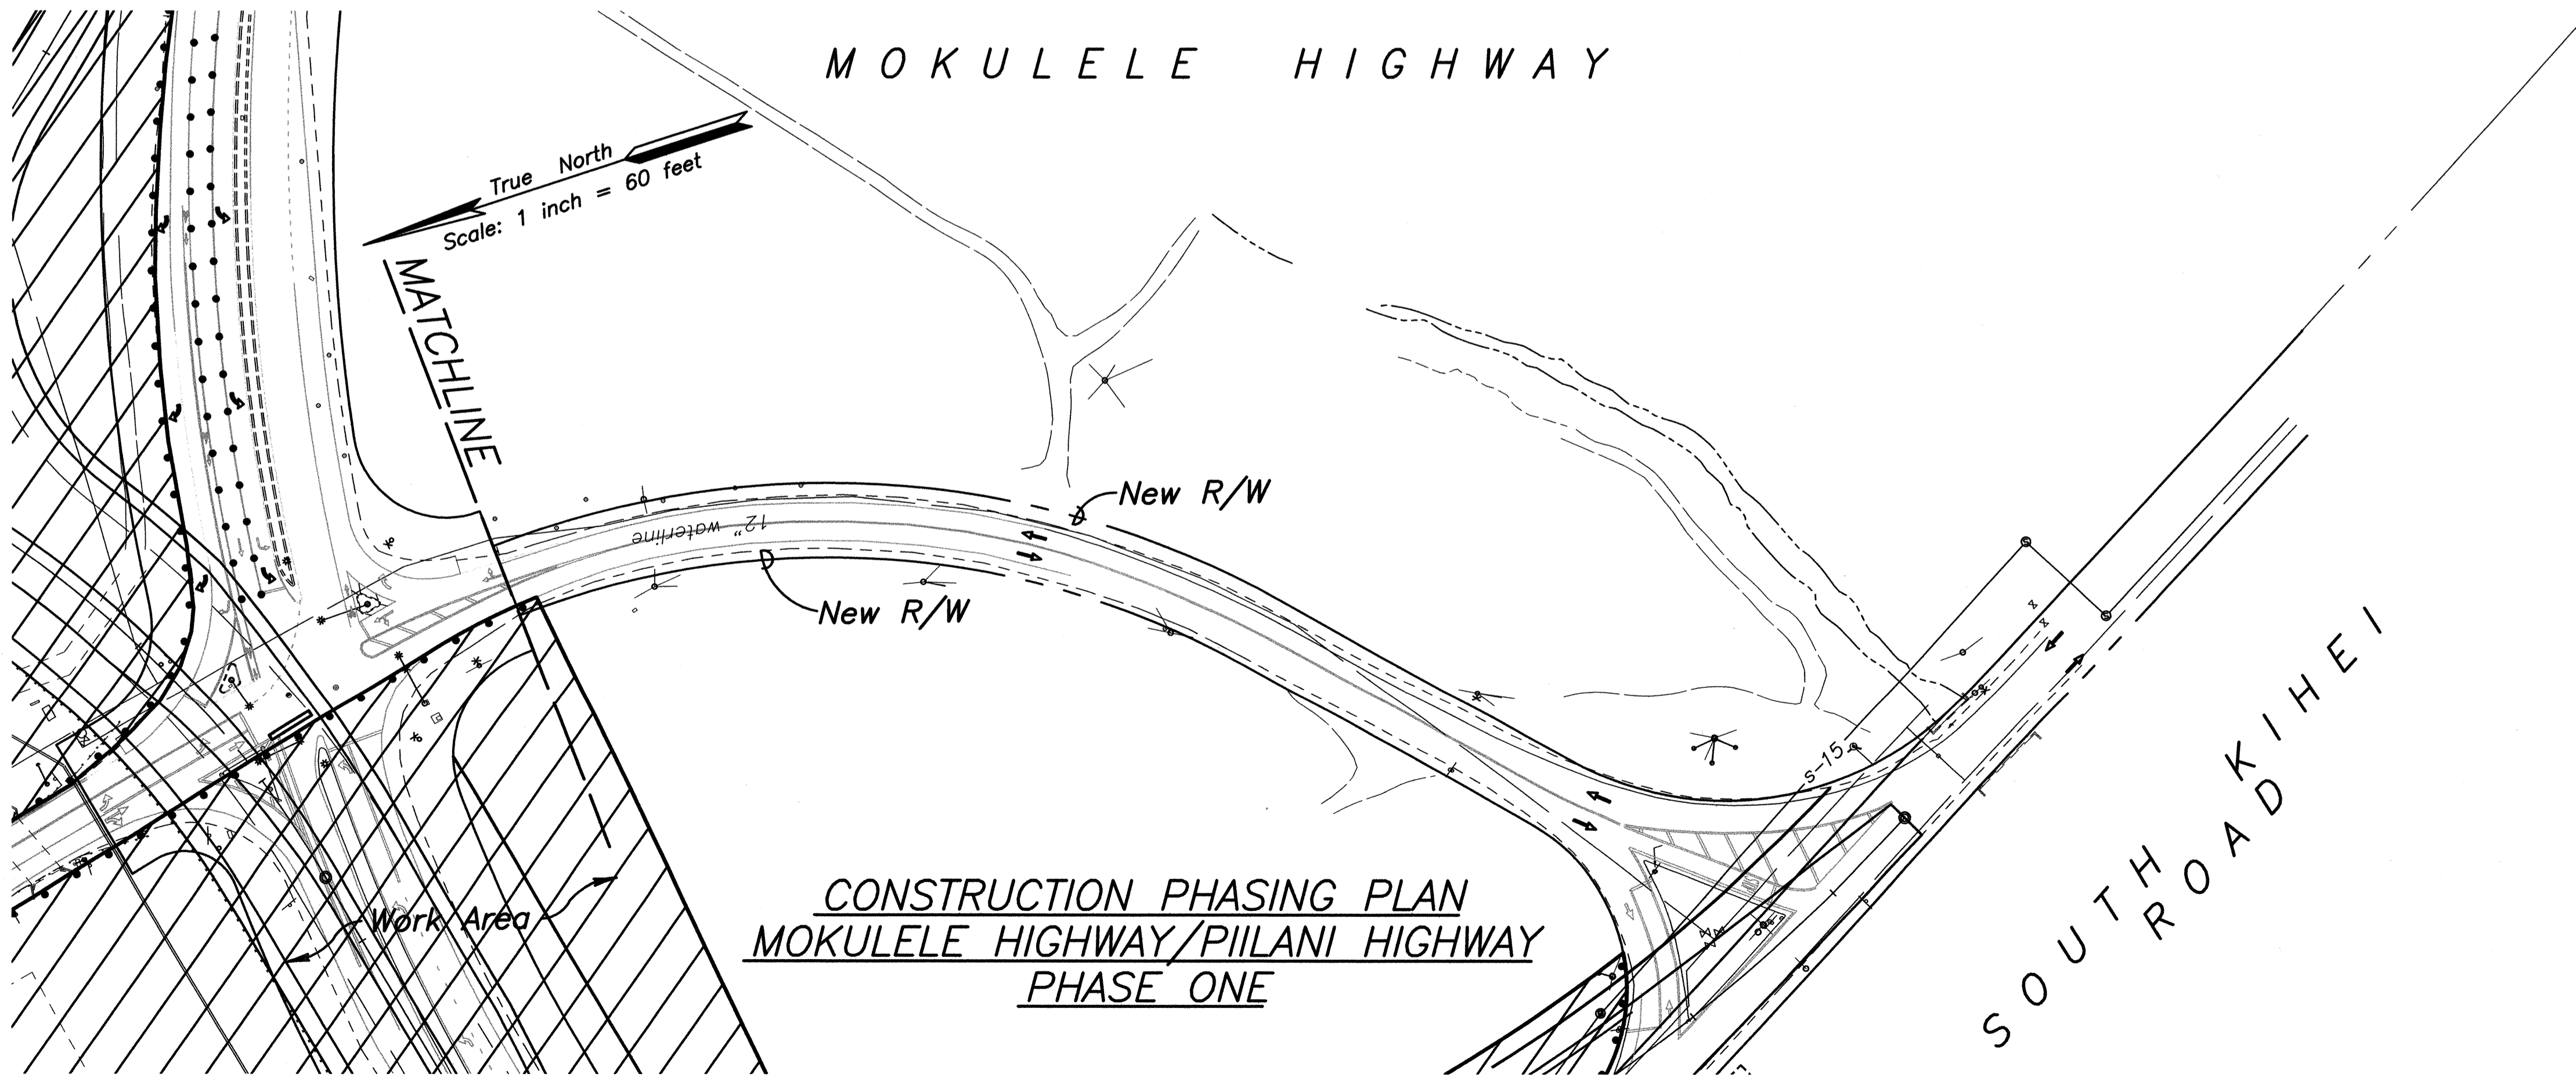 MOKULELE HIGHWAY
True North
Scale: 1 inch = 60 feet
MATCHLINE
New R/W
12" waterline
New R/W
s-15
SOUTH KIHEI
ROAD
Work Area
CONSTRUCTION PHASING PLAN
MOKULELE HIGHWAY/PIILANI HIGHWAY
PHASE ONE